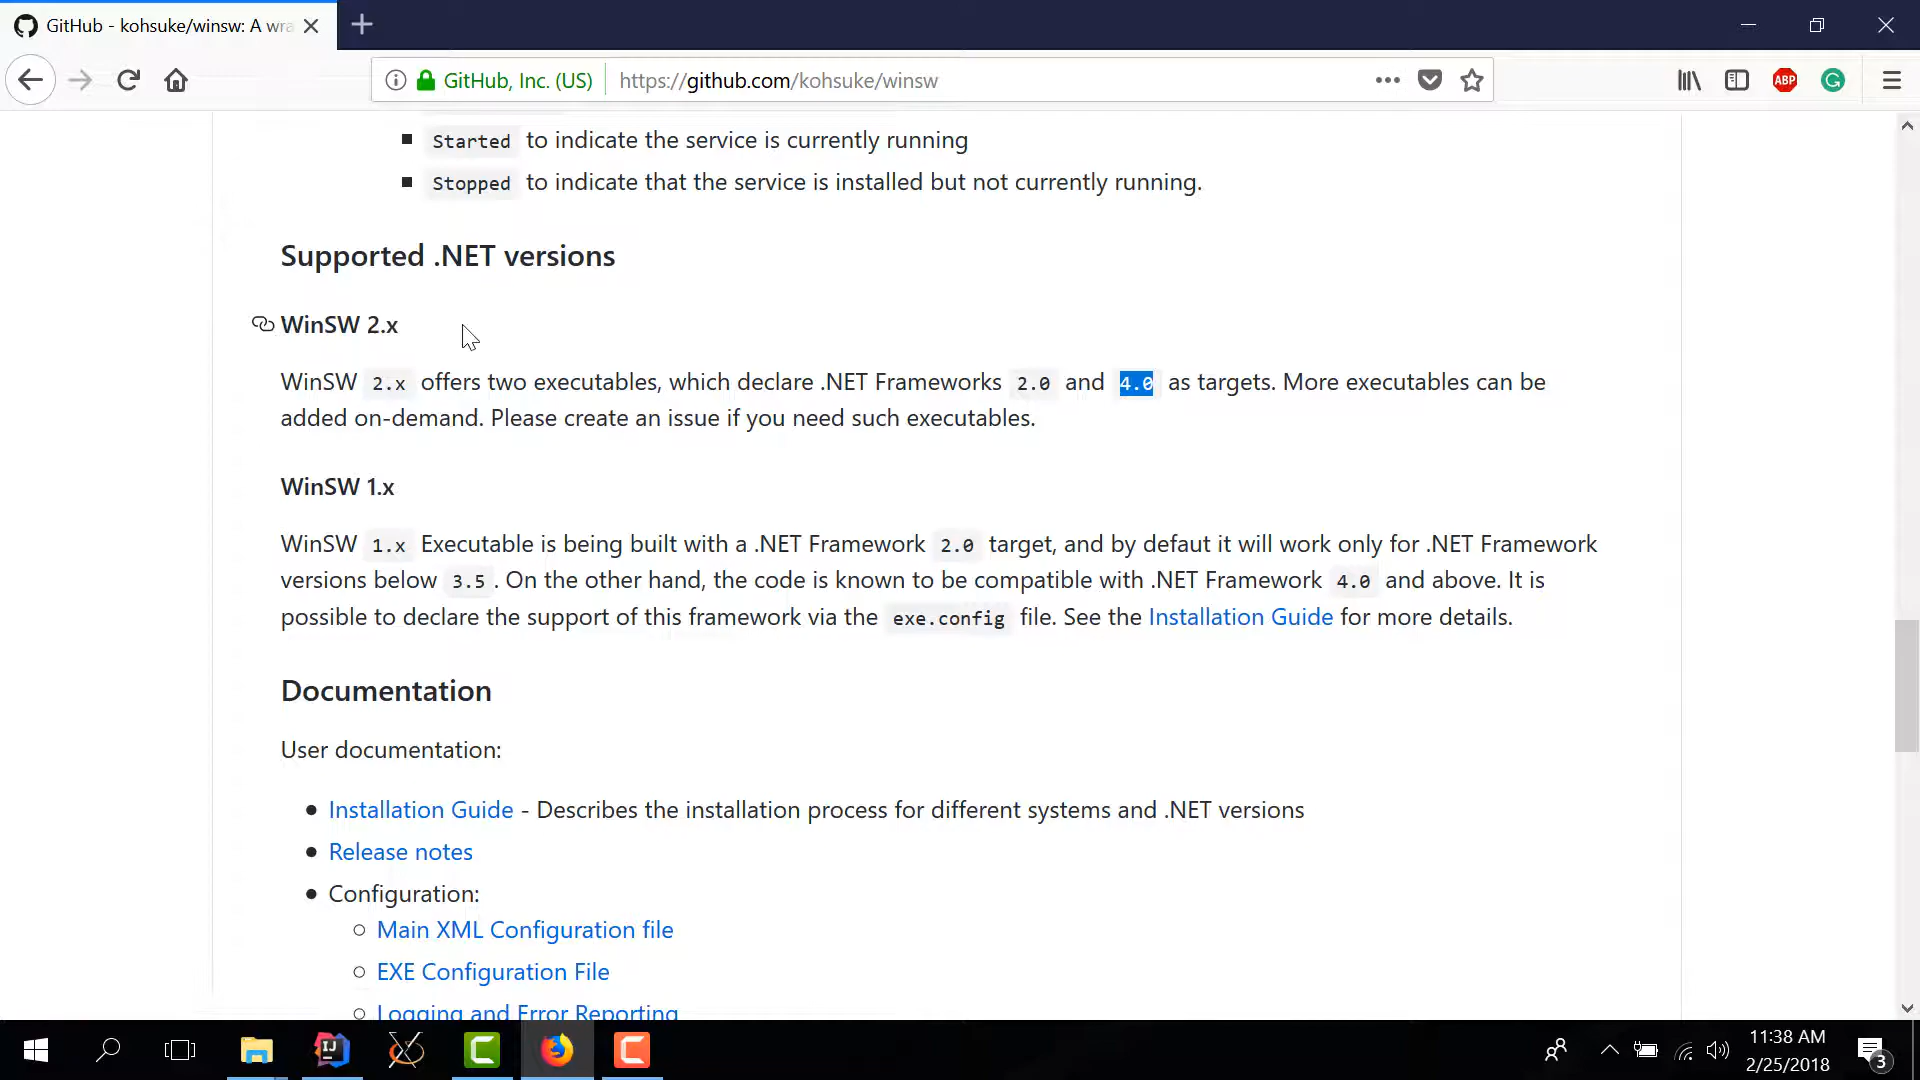 GitHub - kohsuke/winsw: A wra
GitHub, Inc. (US) https://github.com/kohsuke/winsw
ABP
Started to indicate the service is currently running
Stopped to indicate that the service is installed but not currently running.
Supported .NET versions
WinSW 2.x
WinSW 2.x offers two executables, which declare .NET Frameworks 2.0 and 4.0 as targets. More executables can be
added on-demand. Please create an issue if you need such executables.
WinSW 1.x
WinSW 1.x Executable is being built with a .NET Framework 2.0 target, and by defaut it will work only for .NET Framework
versions below 3.5. On the other hand, the code is known to be compatible with .NET Framework 4.0 and above. It is
possible to declare the support of this framework via the exe.config file. See the Installation Guide for more details.
Documentation
User documentation:
Installation Guide - Describes the installation process for different systems and .NET versions
Release notes
Configuration:
Main XML Configuration file
EXE Configuration File
Logging and Error Reporting
IJ
11:38 AM
2/25/2018
3